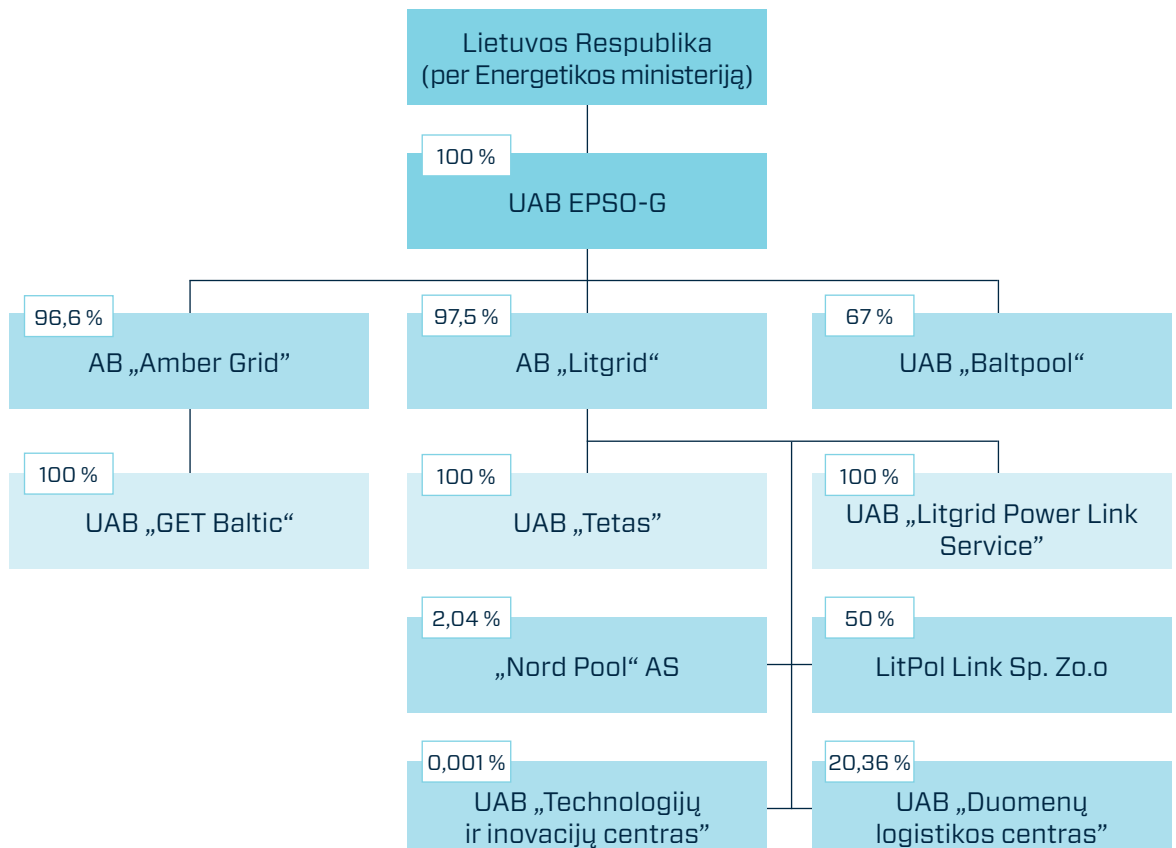 Lietuvos Respublika
(per Energetikos ministeriją)
100 %
UAB EPSO-G
96,6 %
AB „Amber Grid”
97,5 %
AB „Litgrid“
67 %
UAB „Baltpool“
100 %
UAB „GET Baltic“
100 %
UAB „Tetas”
100 %
UAB „Litgrid Power Link
Service”
2,04 %
„Nord Pool“ AS
50 %
LitPol Link Sp. Zo.o
0,001 %
UAB „Technologijų
ir inovacijų centras”
20,36 %
UAB „Duomenų
logistikos centras”